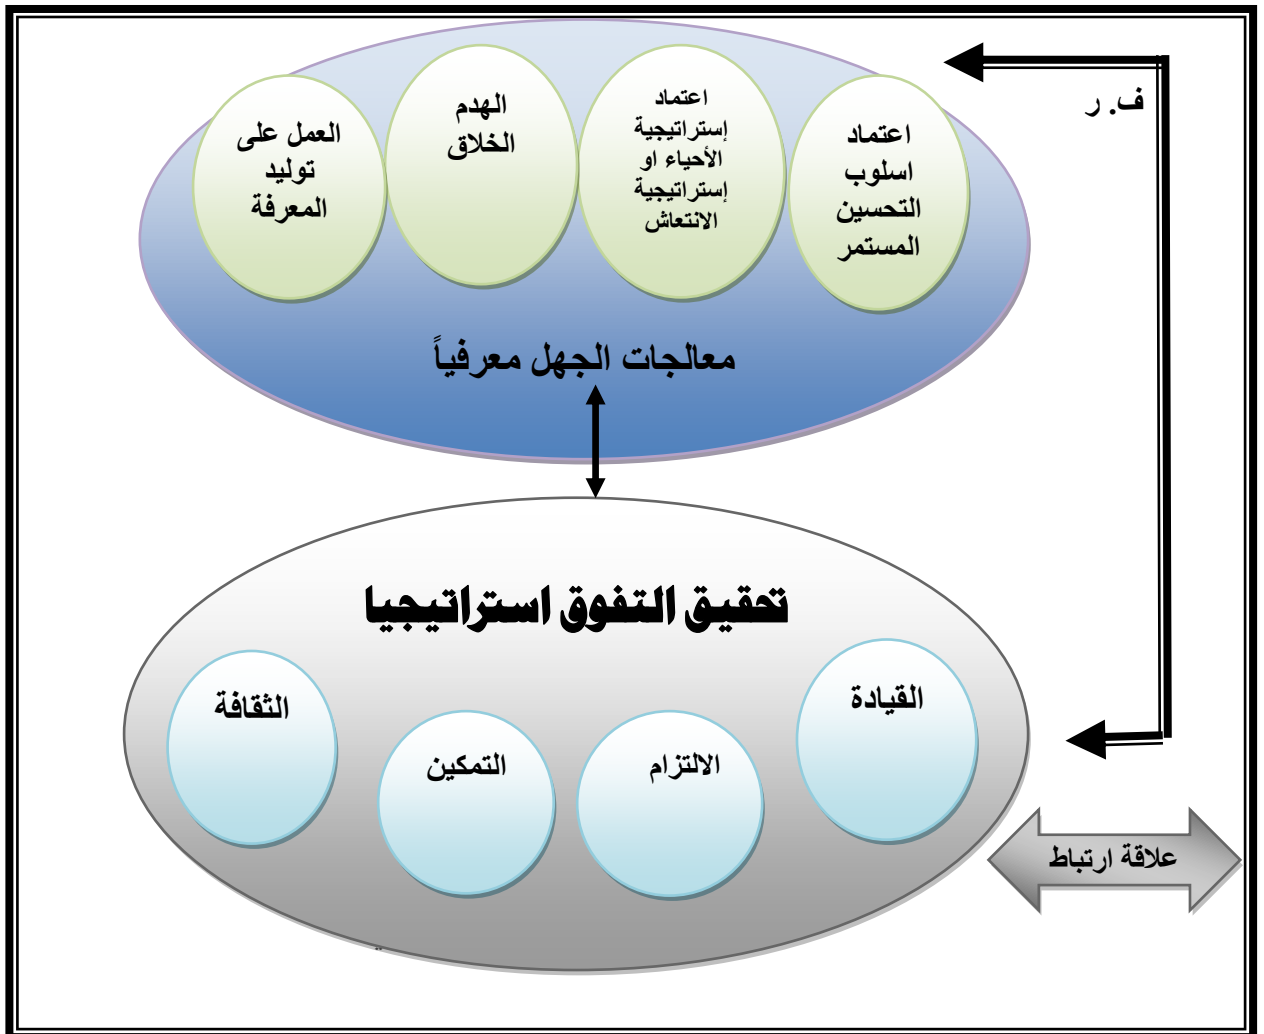 ف. ر
اعتماد
اسلوب
التحسين
المستمر
اعتماد
إستراتيجية
الأحياء او
إستراتيجية
الانتعاش
الهدم
الخلاق
العمل على
توليد
المعرفة
معالجات الجهل معرفياً
تحقيق التفوق استراتيجيا
القيادة
الالتزام
التمكين
الثقافة
علاقة ارتباط